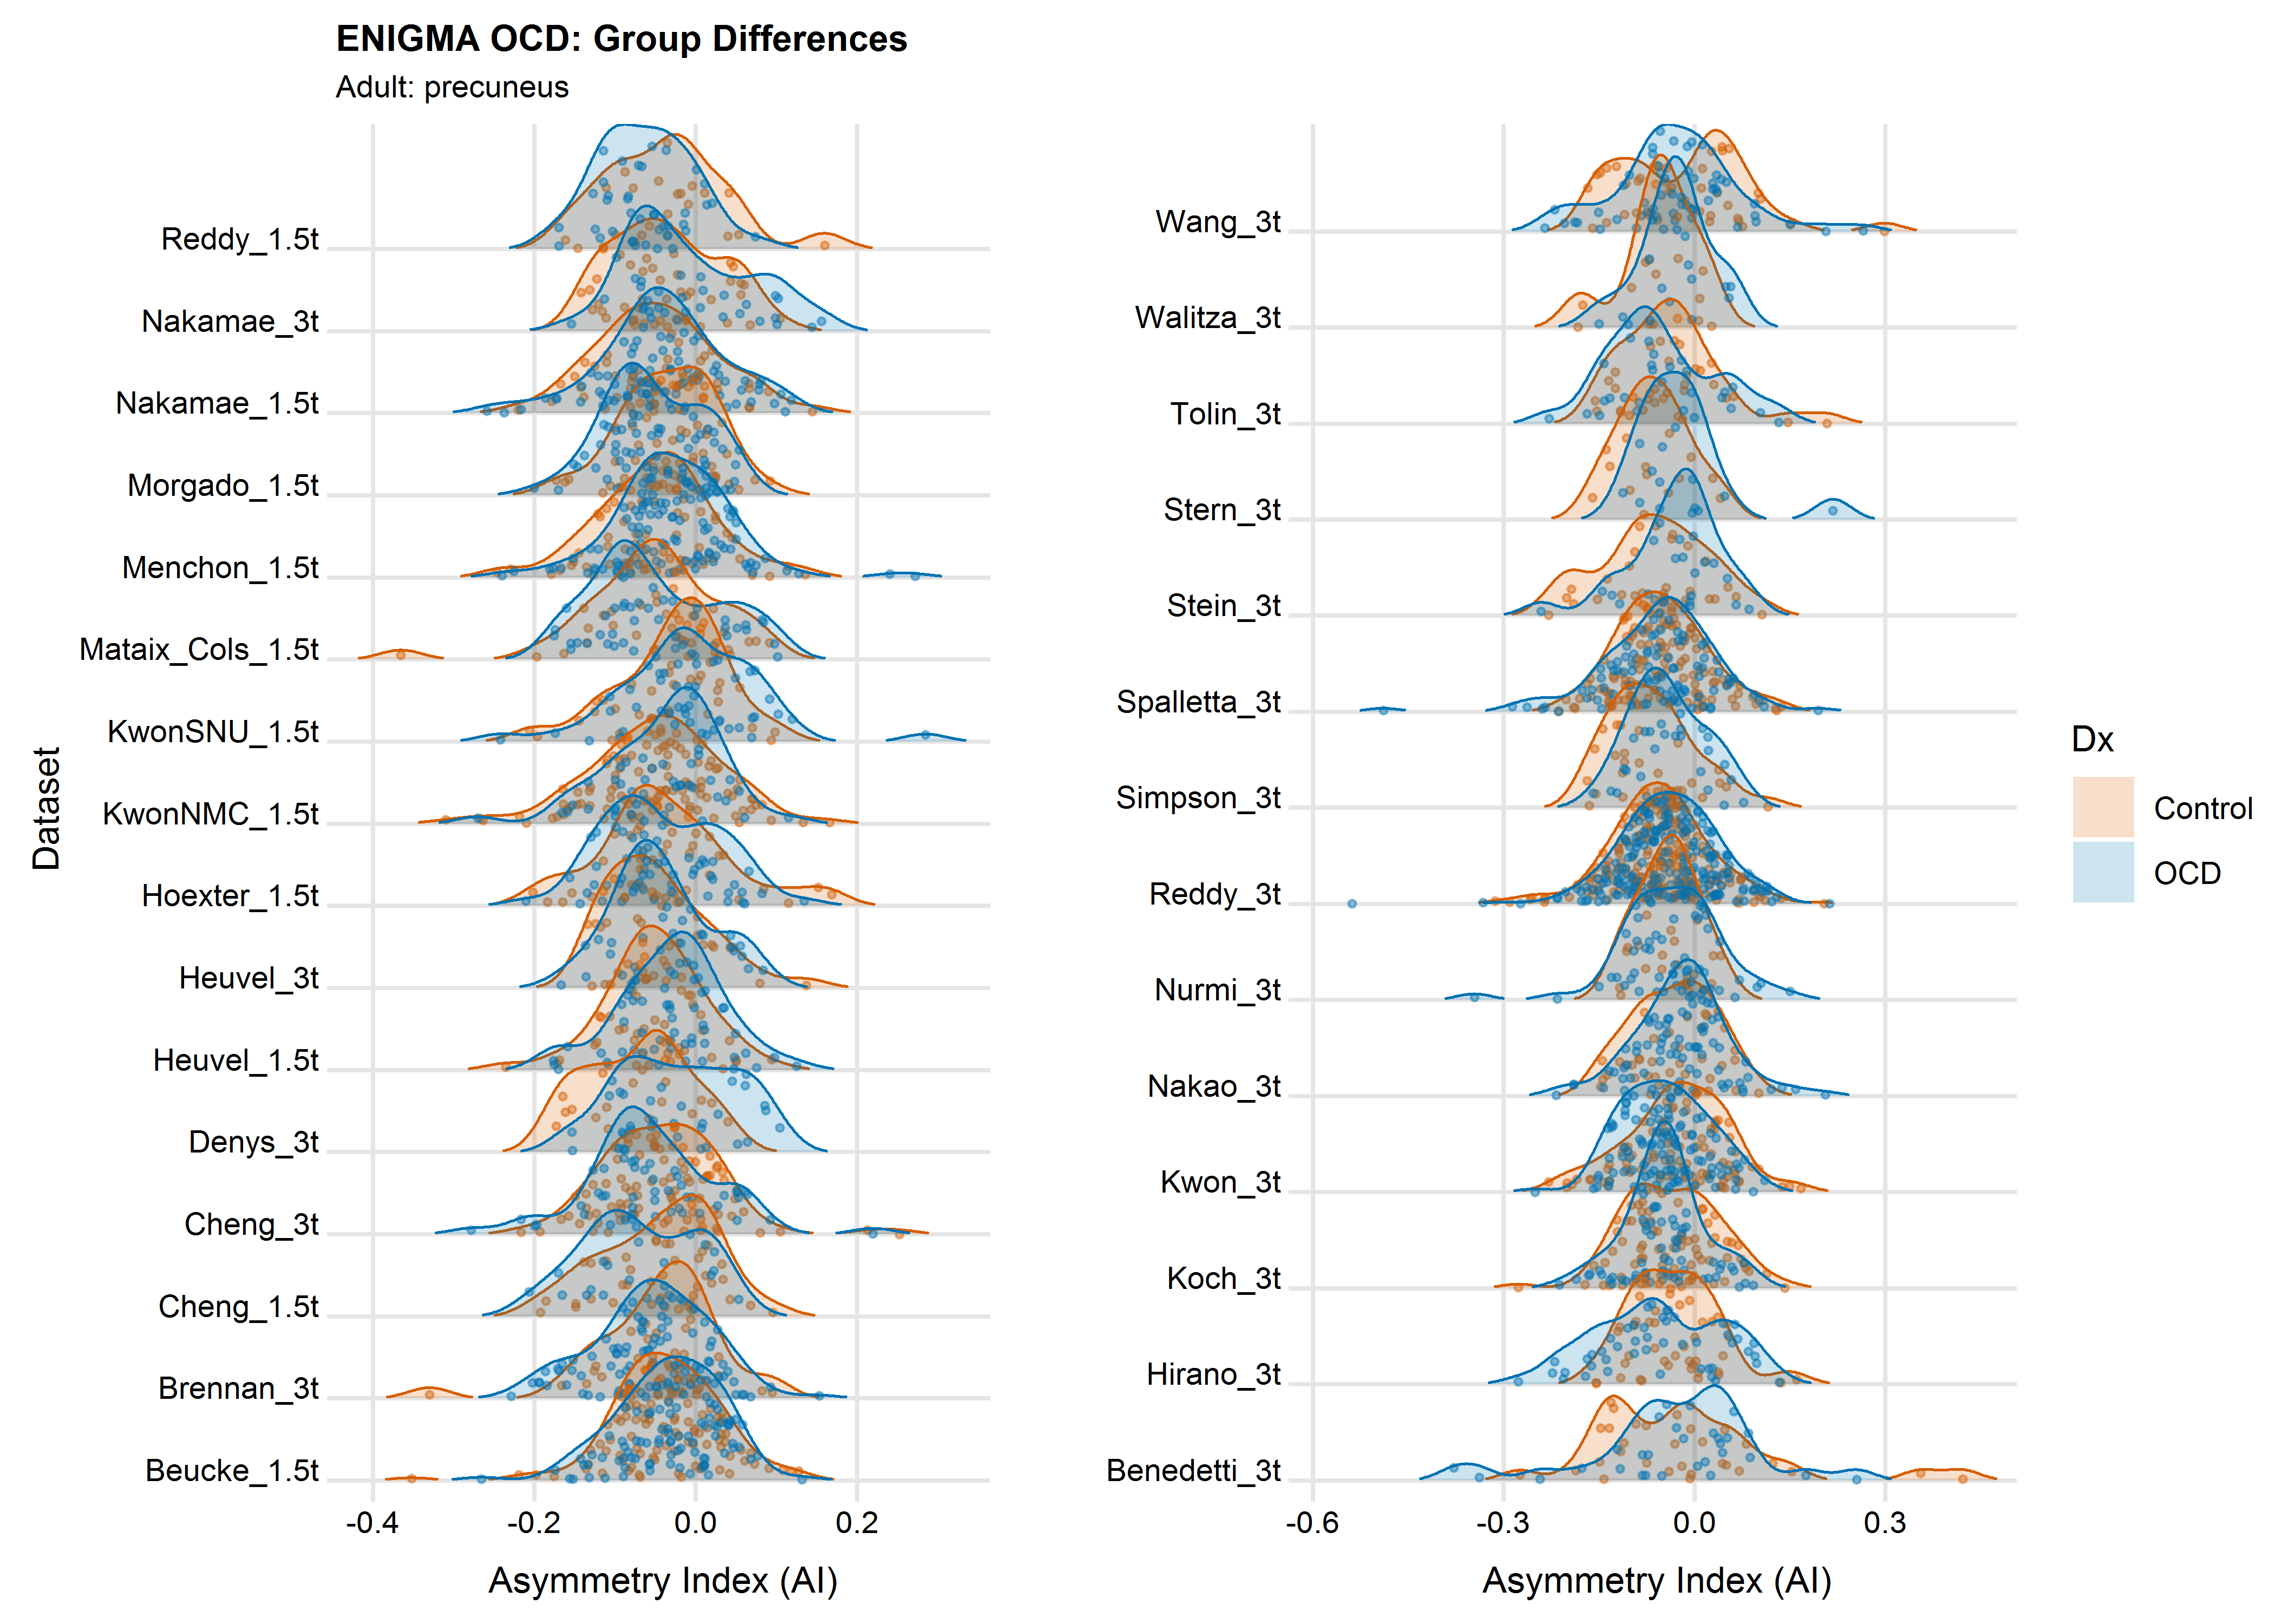 ENIGMA OCD: Group Differences
Adult: precuneus
Dataset
Reddy_1.5t
Nakamae_3t
Nakamae_1.5t
Morgado_1.5t
Menchon_1.5t
Mataix_Cols_1.5t
KwonSNU_1.5t
KwonNMC_1.5t
Hoexter_1.5t
Heuvel_3t
Heuvel_1.5t
Denys_3t
Cheng_3t
Cheng_1.5t
Brennan_3t
Beucke_1.5t
-0.4 -0.2 0.0 0.2
Asymmetry Index (AI)
Wang_3t
Walitza_3t
Tolin_3t
Stern_3t
Stein_3t
Spalletta_3t
Simpson_3t
Reddy_3t
Nurmi_3t
Nakao_3t
Kwon_3t
Koch_3t
Hirano_3t
Benedetti_3t
-0.6 -0.3 0.0 0.3
Asymmetry Index (AI)
Dx
Control
OCD